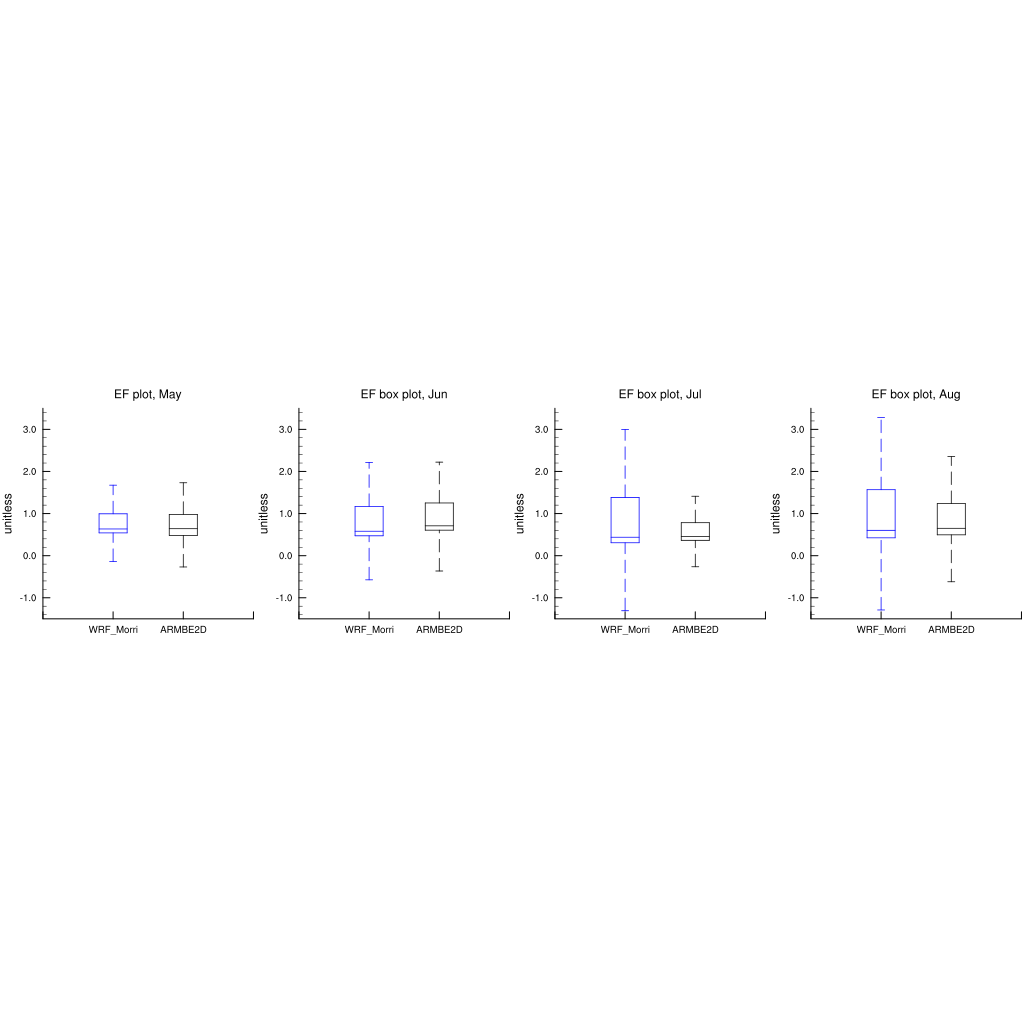 EF plot, May
3.0
2.0
1.0
0.0
-1.0
unitless
WRF_Morri ARMBE2D
EF box plot, Jun
3.0
2.0
1.0
0.0
-1.0
unitless
WRF_Morri ARMBE2D
EF box plot, Jul
3.0
2.0
1.0
0.0
-1.0
unitless
WRF_Morri ARMBE2D
EF box plot, Aug
3.0
2.0
1.0
0.0
-1.0
unitless
WRF_Morri ARMBE2D